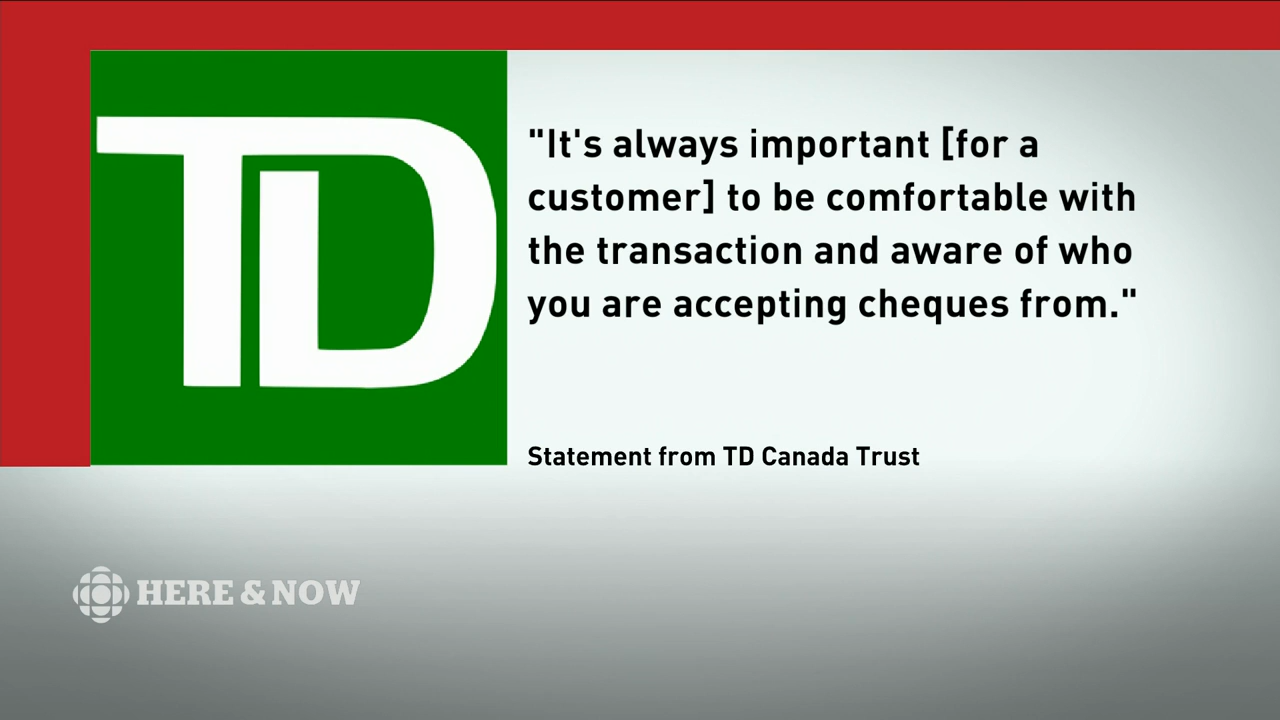 TD
"It's always important [for a
customer] to be comfortable with
the transaction and aware of who
you are accepting cheques from."
Statement from TD Canada Trust
HERE & NOW